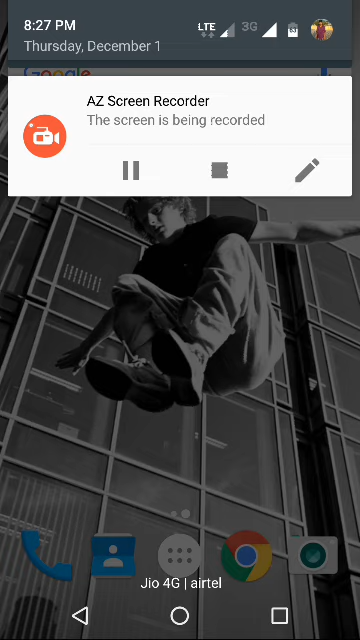 8:27 PM
LTE
3G
Thursday, December 1
Google
AZ Screen Recorder
The screen is being recorded
Jio 4G | airtel